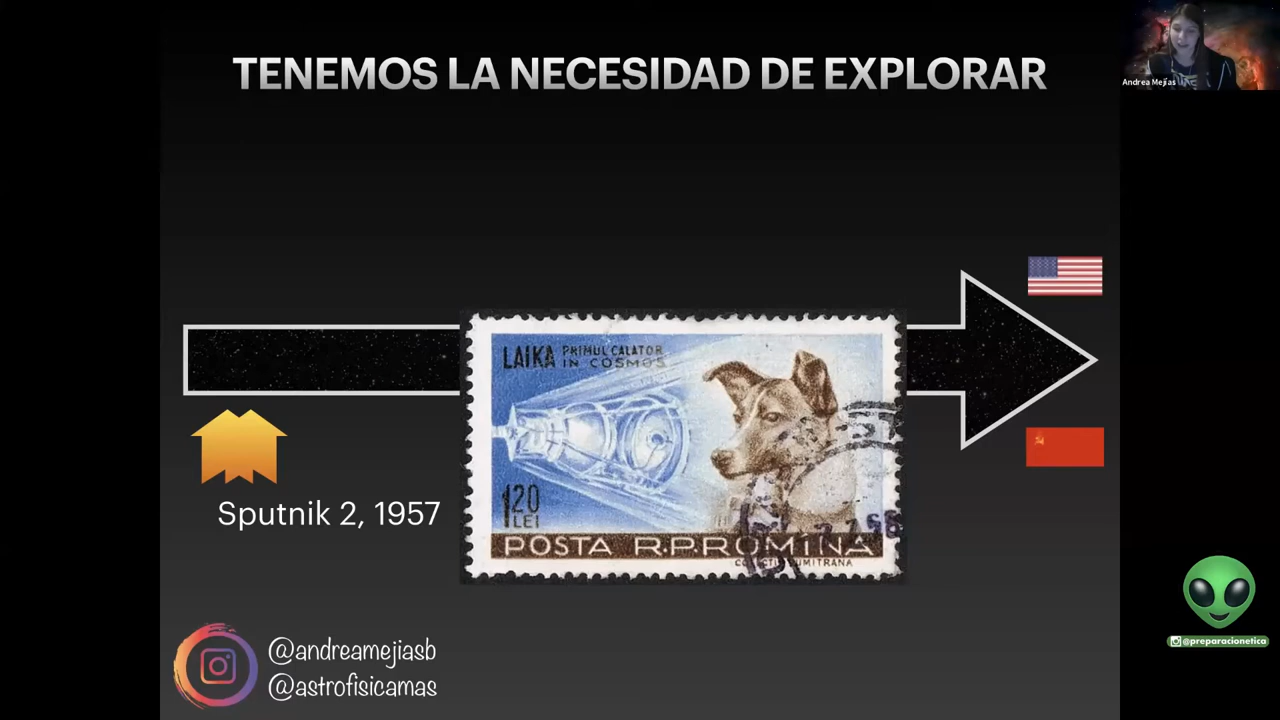 TENEMOS LA NECESIDAD DE EXPLORAR
Andrea Mejías
LAIKA PRIMUL CALATOR
IN COSMOS
1 20
LEI
POSTA R.P.ROMINA
Sputnik 2, 1957
@andreamejiasb
@astrofisicamas
@preparacionetica